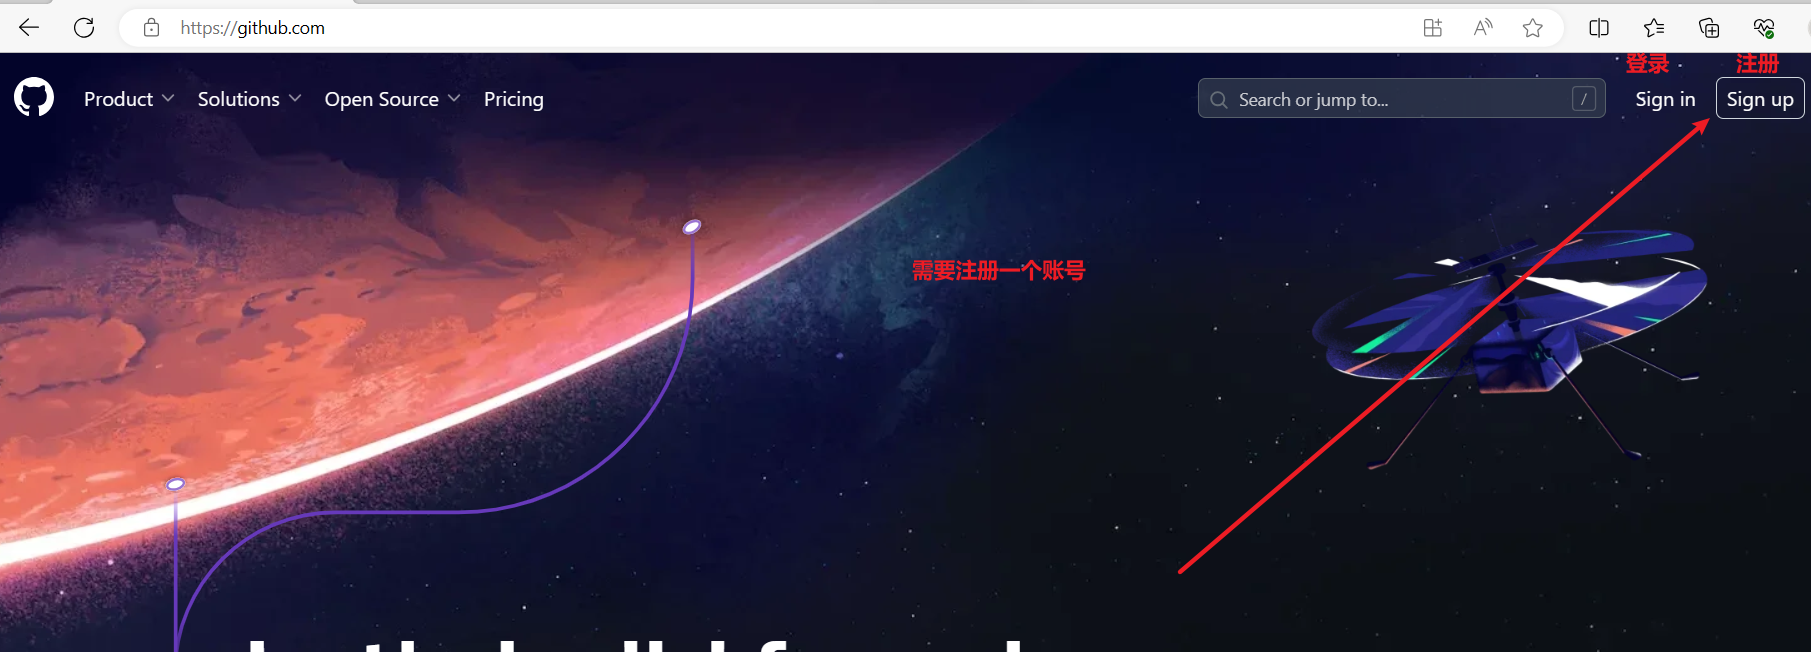 https://github.com
登录 注册
Product Solutions Open Source Pricing Search or jump to... / Sign in Sign up
需要注册一个账号